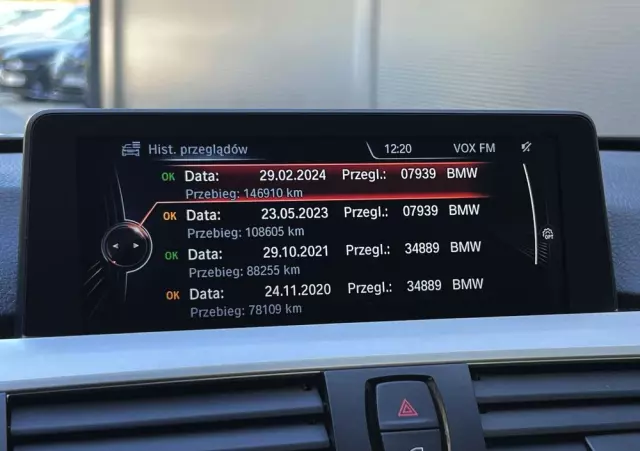 Hist. przeglądów 12:20 VOX FM
OK Data: 29.02.2024 Przegl.: 07939 BMW
Przebieg: 146910 km
OK Data: 23.05.2023 Przegl.: 07939 BMW
Przebieg: 108605 km
OK Data: 29.10.2021 Przegl.: 34889 BMW
Przebieg: 88255 km
OK Data: 24.11.2020 Przegl.: 34889 BMW
Przebieg: 78109 km